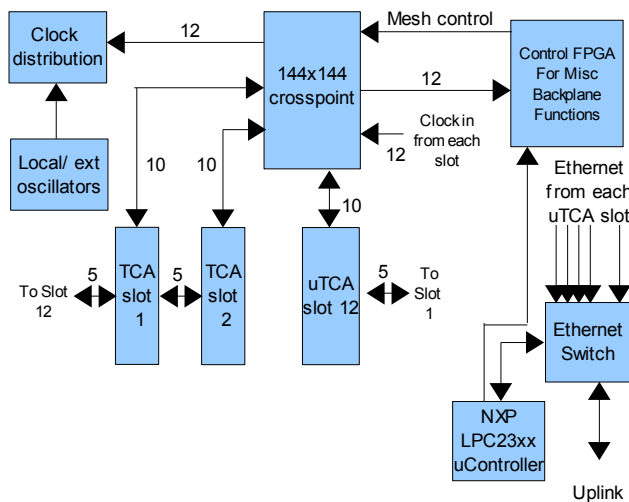 Clock
distribution
12
144x144
crosspoint
Mesh control
12
Control FPGA
For Misc
Backplane
Functions
Clock in
from each
12
slot
Local/ ext
oscillators
10
10
10
Ethernet
from each
uTCA slot
To Slot
12
5
TCA
slot
1
5
TCA
slot
2
uTCA
slot 12
5
To
Slot
1
Ethernet
Switch
NXP
LPC23xx
uController
Uplink